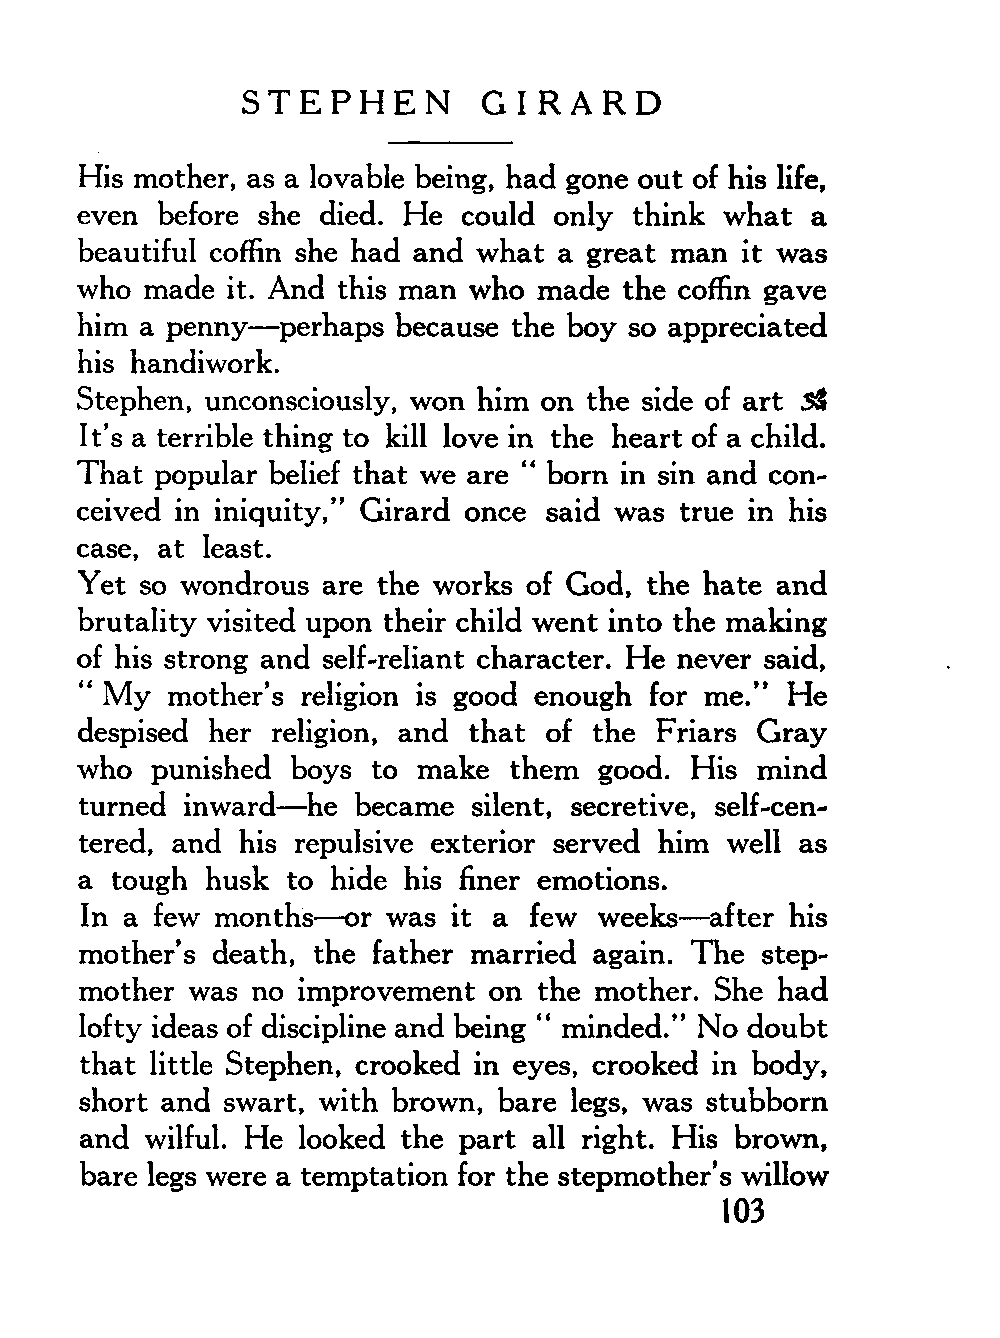 STEPHEN GIRARD
His mother, as a lovable being, had gone out of his life,
even before she died. He could only think what a
beautiful coffin she had and what a great man it was
who made it. And this man who made the coffin gave
him a penny—perhaps because the boy so appreciated
his handiwork.
Stephen, unconsciously, won him on the side of art
It's a terrible thing to kill love in the heart of a child.
That popular belief that we are “ born in sin and con-
ceived in iniquity,” Girard once said was true in his
case, at least.
Yet so wondrous are the works of God, the hate and
brutality visited upon their child went into the making
of his strong and self-reliant character. He never said,
“ My mother's religion is good enough for me.” He
despised her religion, and that of the Friars Gray
who punished boys to make them good. His mind
turned inward—he became silent, secretive, self-cen-
tered, and his repulsive exterior served him well as
a tough husk to hide his finer emotions.
In a few months—or was it a few weeks—after his
mother's death, the father married again. The step-
mother was no improvement on the mother. She had
lofty ideas of discipline and being “ minded.” No doubt
that little Stephen, crooked in eyes, crooked in body,
short and swart, with brown, bare legs, was stubborn
and wilful. He looked the part all right. His brown,
bare legs were a temptation for the stepmother's willow
103